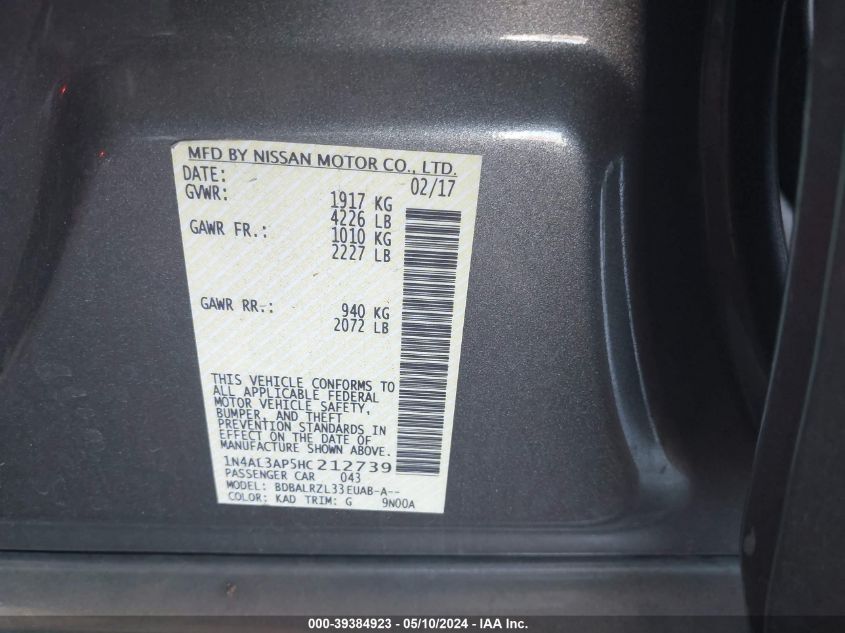 MFD BY NISSAN MOTOR CO., LTD.
DATE: 02/17
GVWR: 1917 KG
4226 LB
GAWR FR.: 1010 KG
2227 LB
GAWR RR.: 940 KG
2072 LB
THIS VEHICLE CONFORMS TO
ALL APPLICABLE FEDERAL
MOTOR VEHICLE SAFETY,
BUMPER, AND THEFT
PREVENTION STANDARDS IN
EFFECT ON THE DATE OF
MANUFACTURE SHOWN ABOVE.
1N4AL3AP5HC212739
PASSENGER CAR 043
MODEL: BDBALRZL33EUAB-A--
COLOR: KAD TRIM: G 9N00A
000-39384923 - 05/10/2024 - IAA Inc.